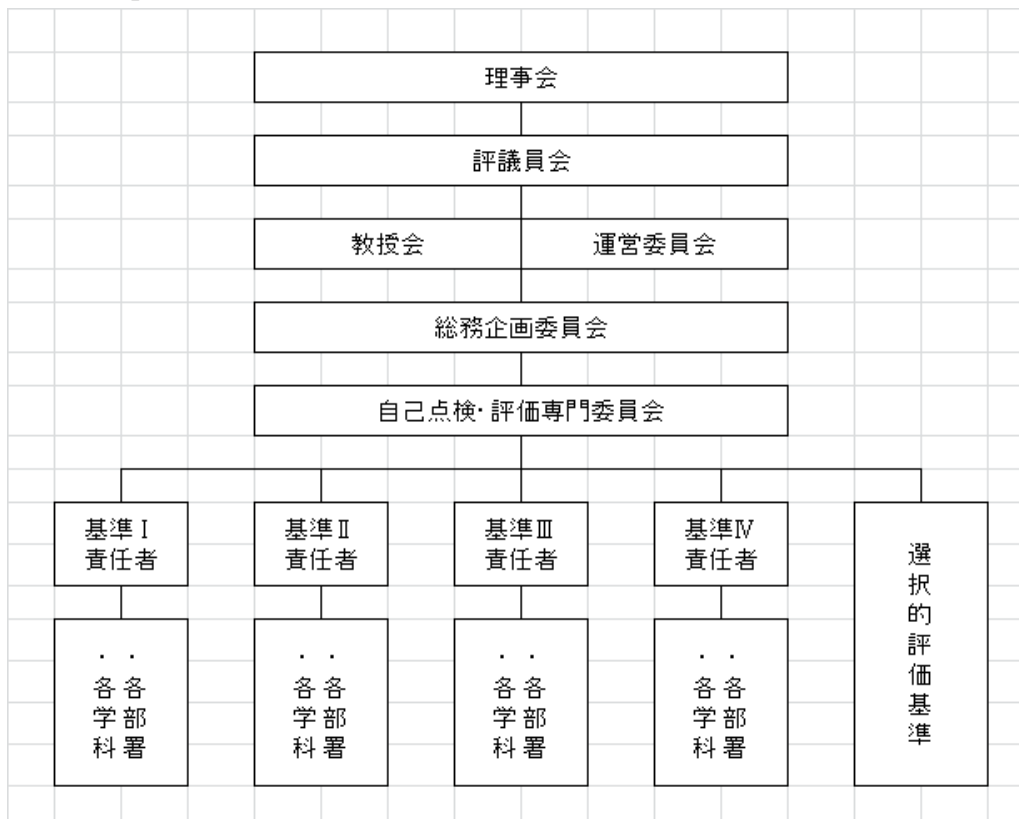 理事会
評議員会
教授会
運営委員会
総務企画委員会
自己点検・評価専門委員会
基準Ⅰ
責任者
基準Ⅱ
責任者
基準Ⅲ
責任者
基準Ⅳ
責任者
選択的評価基準
・各部署
・各学科
・各部署
・各学科
・各部署
・各学科
・各部署
・各学科